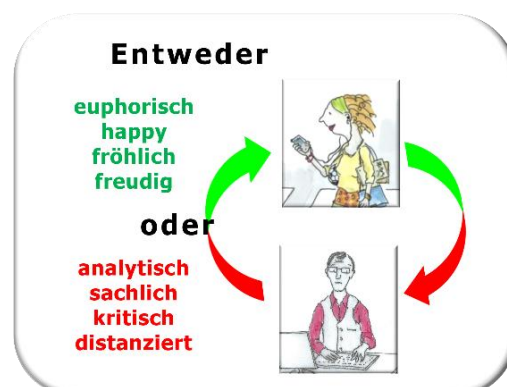 Entweder
euphorisch
happy
fröhlich
freudig
oder
analytisch
sachlich
kritisch
distanziert